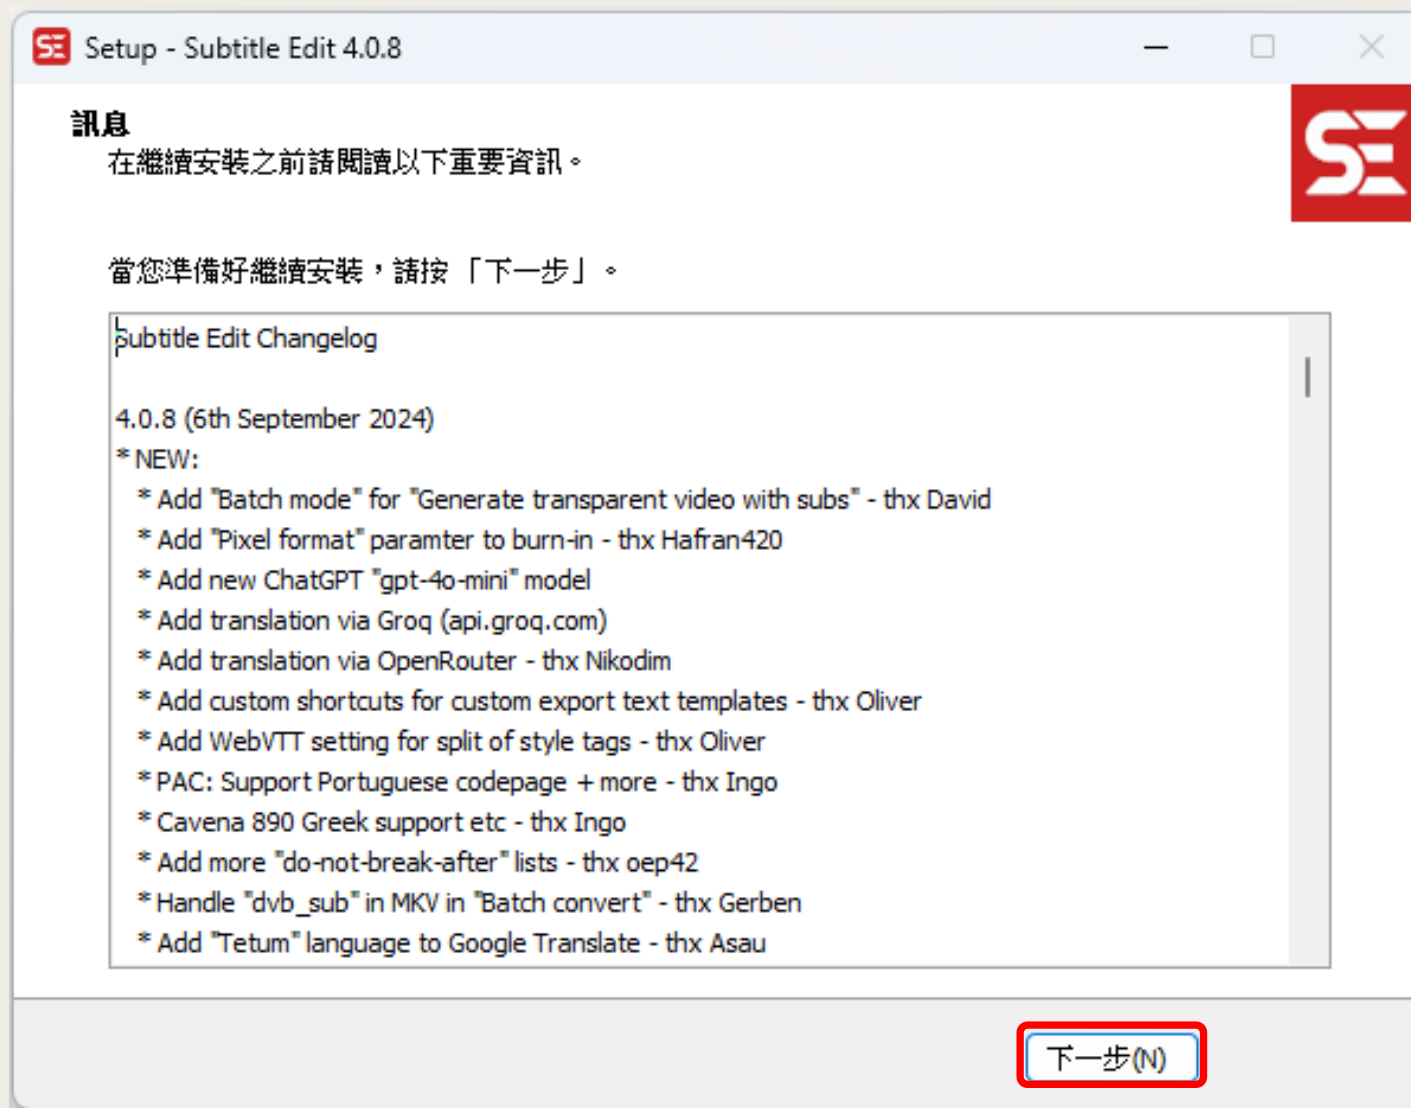 SE Setup - Subtitle Edit 4.0.8
訊息
SE
在繼續安裝之前請閱讀以下重要資訊。
當您準備好繼續安裝，請按「下一步」。
Subtitle Edit Changelog
4.0.8 (6th September 2024)
* NEW:
* Add "Batch mode" for "Generate transparent video with subs" - thx David
* Add "Pixel format" paramter to burn-in - thx Hafran420
* Add new ChatGPT "gpt-4o-mini" model
* Add translation via Groq (api.groq.com)
* Add translation via OpenRouter - thx Nikodim
* Add custom shortcuts for custom export text templates - thx Oliver
* Add WebVTT setting for split of style tags - thx Oliver
* PAC: Support Portuguese codepage + more - thx Ingo
* Cavena 890 Greek support etc - thx Ingo
* Add more "do-not-break-after" lists - thx oep42
* Handle "dvb_sub" in MKV in "Batch convert" - thx Gerben
* Add "Tetum" language to Google Translate - thx Asau
下一步(N)